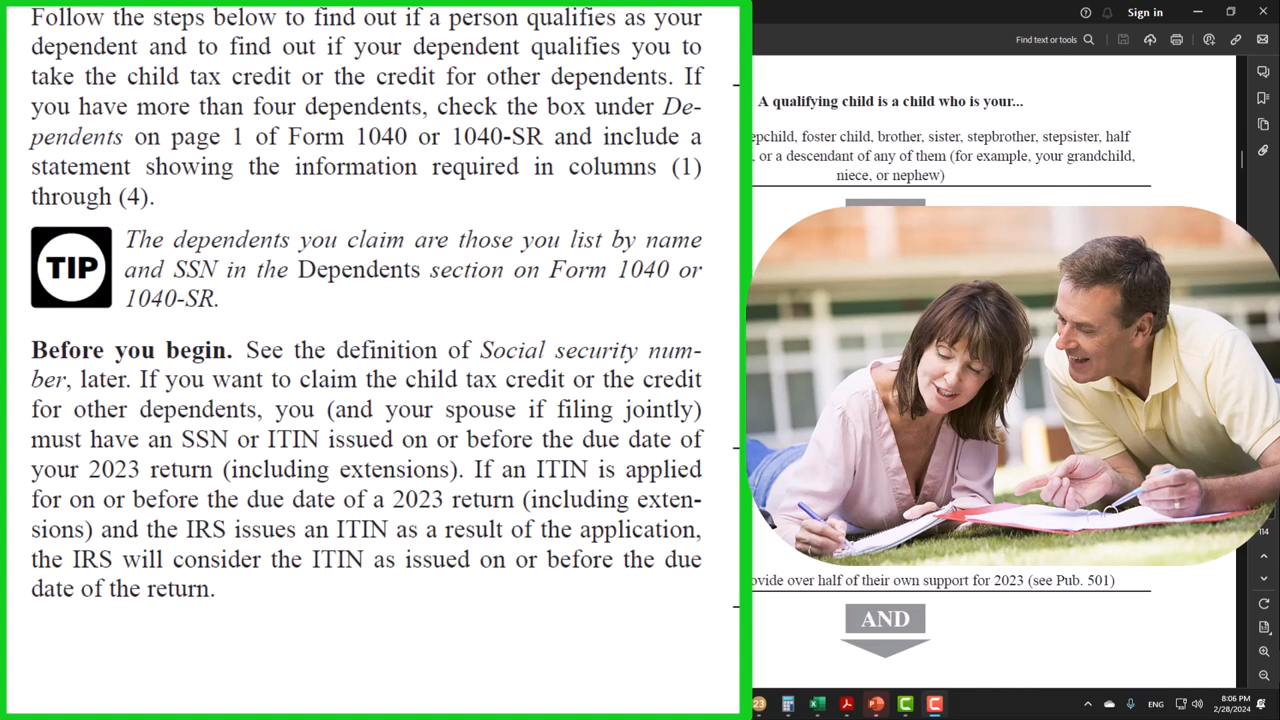 Follow the steps below to find out if a person qualifies as your
dependent and to find out if your dependent qualifies you to
take the child tax credit or the credit for other dependents. If
you have more than four dependents, check the box under De-
pendents on page 1 of Form 1040 or 1040-SR and include a
statement showing the information required in columns (1)
through (4).
TIP
The dependents you claim are those you list by name
and SSN in the Dependents section on Form 1040 or
1040-SR.
Before you begin. See the definition of Social security num-
ber, later. If you want to claim the child tax credit or the credit
for other dependents, you (and your spouse if filing jointly)
must have an SSN or ITIN issued on or before the due date of
your 2023 return (including extensions). If an ITIN is applied
for on or before the due date of a 2023 return (including exten-
sions) and the IRS issues an ITIN as a result of the application,
the IRS will consider the ITIN as issued on or before the due
date of the return.
Sign in
Find text or tools
A qualifying child is a child who is your...
epchild, foster child, brother, sister, stepbrother, stepsister, half
, or a descendant of any of them (for example, your grandchild,
niece, or nephew)
ovide over half of their own support for 2023 (see Pub. 501)
AND
114
23
ENG
8:06 PM
2/28/2024